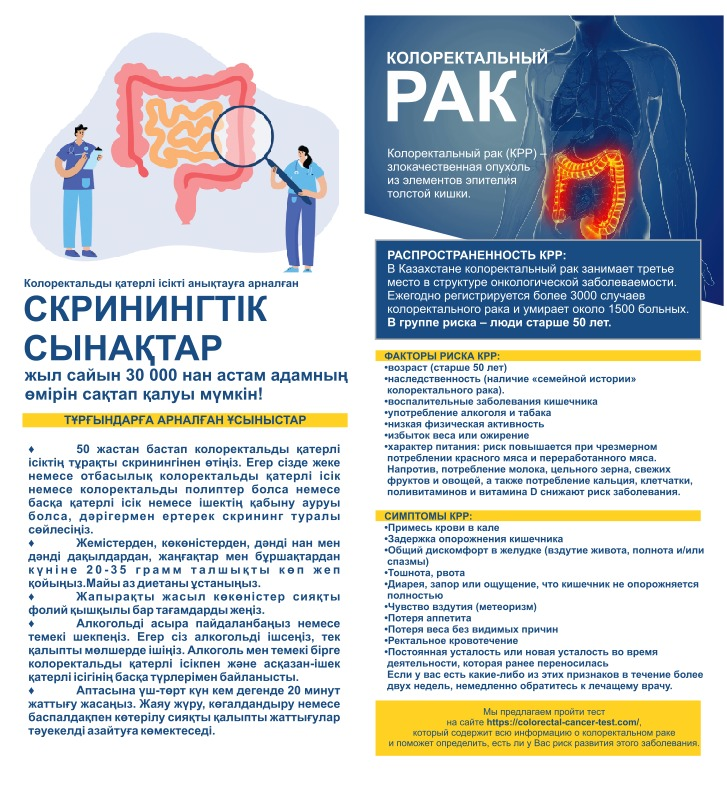 Колоректальды қатерлі ісікті анықтауға арналған
СКРИНИНГТІК
СЫНАҚТАР
жыл сайын 30 000 нан астам адамның
өмірін сақтап қалуы мүмкін!
ТҰРҒЫНДАРҒА АРНАЛҒАН ҰСЫНЫСТАР
♦ 50 жастан бастап колоректальды қатерлі
ісіктің тұрақты скринингінен өтіңіз. Егер сізде жеке
немесе отбасылық колоректальды қатерлі ісік
немесе колоректальды полиптер болса немесе
басқа қатерлі ісік немесе ішектің қабыну ауруы
болса, дәрігермен ертерек скрининг туралы
сөйлесіңіз.
♦ Жемістерден, көкөністерден, дәнді нан мен
дәнді дақылдардан, жаңғақтар мен бұршақтардан
күніне 20-35 грамм талшықты көп жеп
қойыңыз.Майы аз диетаны ұстаныңыз.
♦ Жапырақты жасыл көкөністер сияқты
фолий қышқылы бар тағамдарды жеңіз.
♦ Алкогольді асыра пайдаланбаңыз немесе
темекі шекпеңіз. Егер сіз алкогольді ішсеңіз, тек
қалыпты мөлшерде ішіңіз. Алкоголь мен темекі бірге
колоректальды қатерлі ісікпен және асқазан-ішек
қатерлі ісігінің басқа түрлерімен байланысты.
♦ Аптасына үш-төрт күн кем дегенде 20 минут
жаттығу жасаңыз. Жаяу жүру, көгалдандыру немесе
баспалдақпен көтерілу сияқты қалыпты жаттығулар
тәуекелді азайтуға көмектеседі.
КОЛОРЕКТАЛЬНЫЙ
РАК
Колоректальный рак (КРР) –
злокачественная опухоль
из элементов эпителия
толстой кишки.
РАСПРОСТРАНЕННОСТЬ КРР:
В Казахстане колоректальный рак занимает третье
место в структуре онкологической заболеваемости.
Ежегодно регистрируется более 3000 случаев
колоректального рака и умирает около 1500 больных.
В группе риска – люди старше 50 лет.
ФАКТОРЫ РИСКА КРР:
•возраст (старше 50 лет)
•наследственность (наличие «семейной истории»
колоректального рака).
•воспалительные заболевания кишечника
•употребление алкоголя и табака
•низкая физическая активность
•избыток веса или ожирение
•характер питания: риск повышается при чрезмерном
потреблении красного мяса и переработанного мяса.
Напротив, потребление молока, цельного зерна, свежих
фруктов и овощей, а также потребление кальция, клетчатки,
поливитаминов и витамина D снижают риск заболевания.
СИМПТОМЫ КРР:
•Примесь крови в кале
•Задержка опорожнения кишечника
•Общий дискомфорт в желудке (вздутие живота, полнота и/или
спазмы)
•Тошнота, рвота
•Диарея, запор или ощущение, что кишечник не опорожняется
полностью
•Чувство вздутия (метеоризм)
•Потеря аппетита
•Потеря веса без видимых причин
•Ректальное кровотечение
•Постоянная усталость или новая усталость во время
деятельности, которая ранее переносилась
Если у вас есть какие-либо из этих признаков в течение более
двух недель, немедленно обратитесь к лечащему врачу.
Мы предлагаем пройти тест
на сайте https://colorectal-cancer-test.com/,
который содержит всю информацию о колоректальном раке
и поможет определить, есть ли у Вас риск развития этого заболевания.